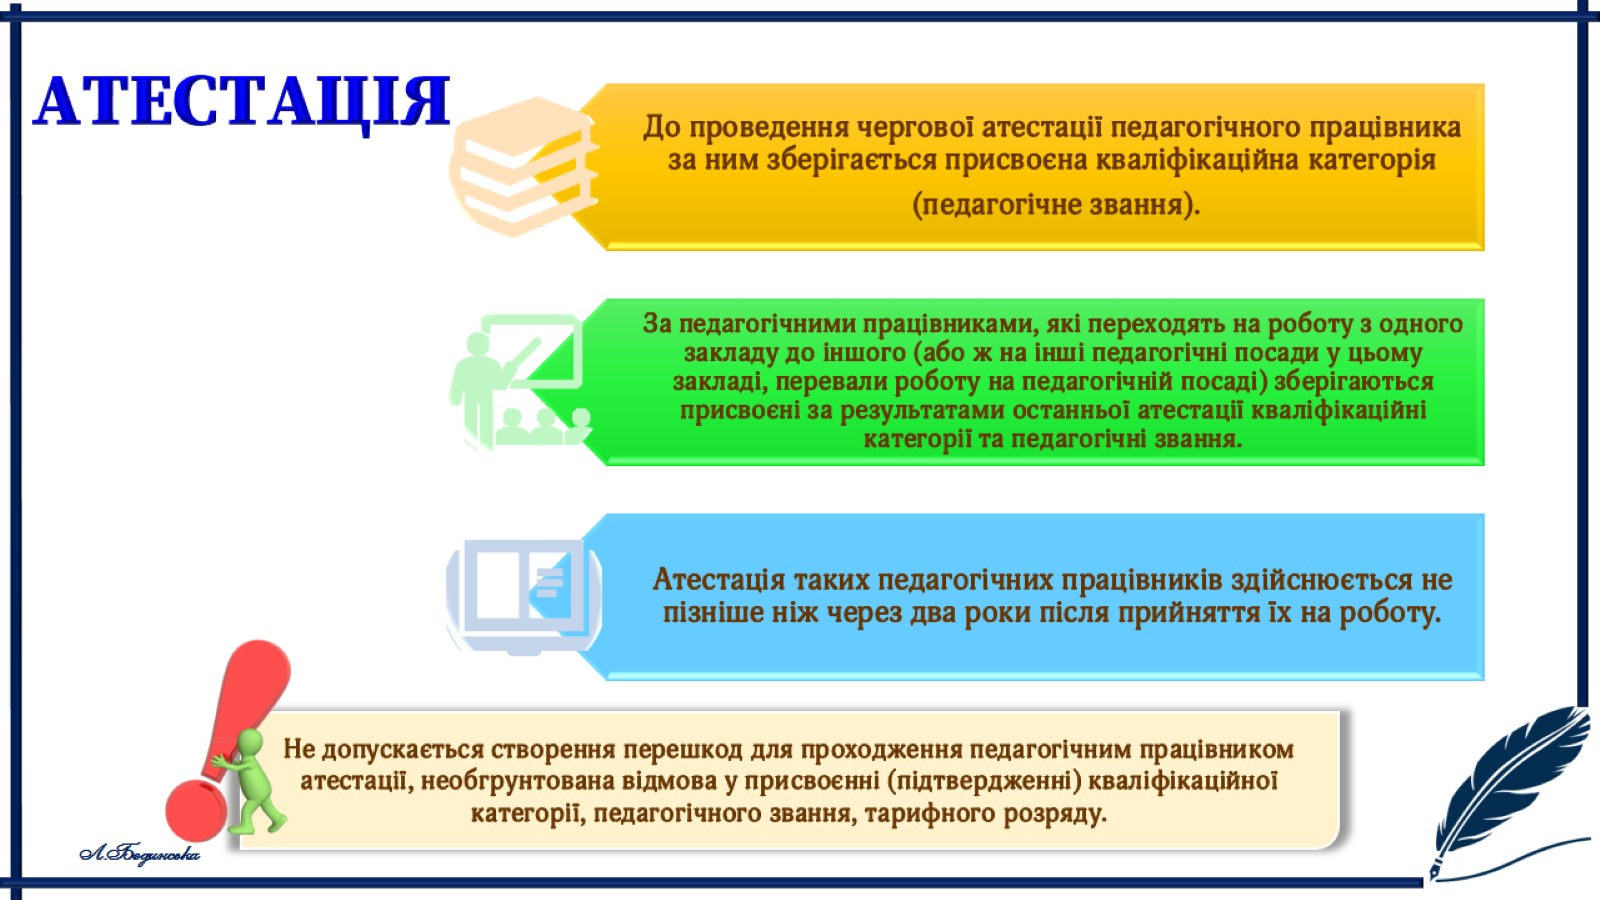 АТЕСТАЦІЯ
До проведення чергової атестації педагогічного працівника
за ним зберігається присвоєна кваліфікаційна категорія
(педагогічне звання).
За педагогічними працівниками, які переходять на роботу з одного
закладу до іншого (або ж на інші педагогічні посади у цьому
закладі, перевали роботу на педагогічній посаді) зберігаються
присвоєні за результатами останньої атестації кваліфікаційні
категорії та педагогічні звання.
Атестація таких педагогічних працівників здійснюється не
пізніше ніж через два роки після прийняття їх на роботу.
Не допускається створення перешкод для проходження педагогічним працівником
атестації, необгрунтована відмова у присвоєнні (підтвердженні) кваліфікаційної
категорії, педагогічного звання, тарифного розряду.
Л.Бодинська